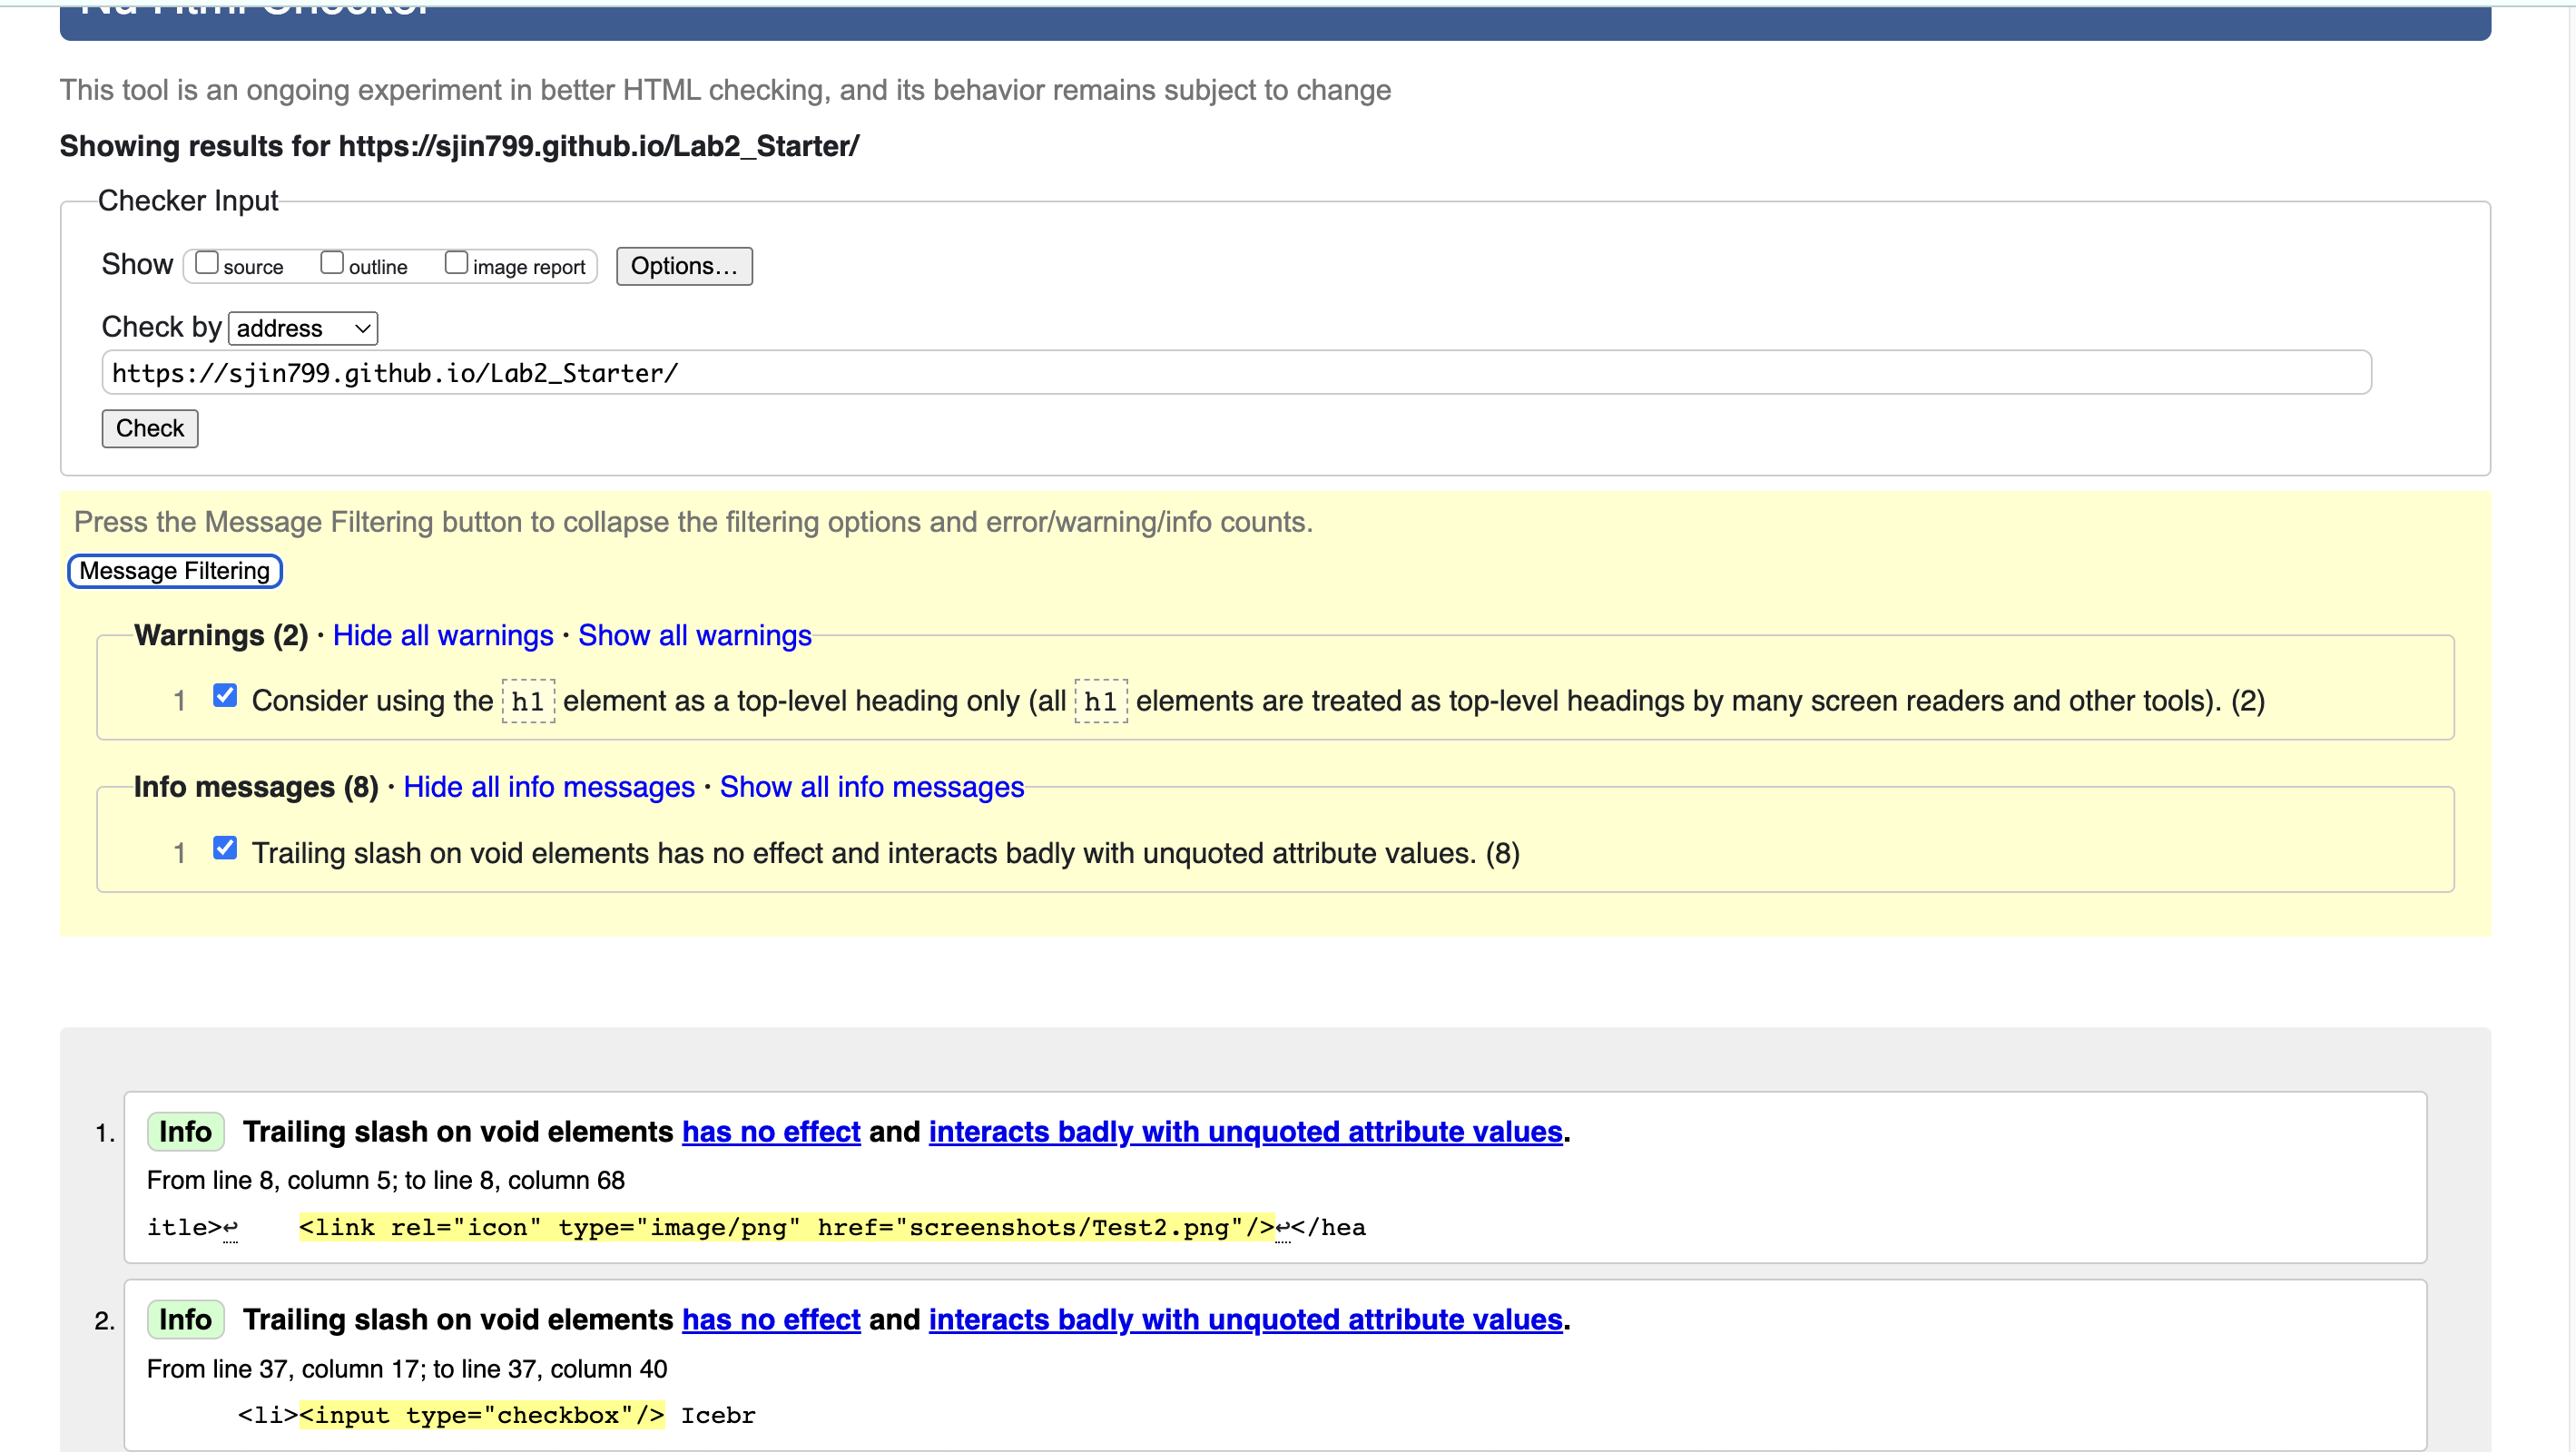 Nu Html Checker
This tool is an ongoing experiment in better HTML checking, and its behavior remains subject to change
Showing results for https://sjin799.github.io/Lab2_Starter/
Checker Input
Show source outline image report Options...
Check by address
https://sjin799.github.io/Lab2_Starter/
Check
Press the Message Filtering button to collapse the filtering options and error/warning/info counts.
Message Filtering
Warnings (2) · Hide all warnings · Show all warnings
1 Consider using the h1 element as a top-level heading only (all h1 elements are treated as top-level headings by many screen readers and other tools). (2)
Info messages (8) · Hide all info messages · Show all info messages
1 Trailing slash on void elements has no effect and interacts badly with unquoted attribute values. (8)
1. Info Trailing slash on void elements has no effect and interacts badly with unquoted attribute values.
From line 8, column 5; to line 8, column 68
itle>↩ <link rel="icon" type="image/png" href="screenshots/Test2.png"/>↩</hea
2. Info Trailing slash on void elements has no effect and interacts badly with unquoted attribute values.
From line 37, column 17; to line 37, column 40
<li><input type="checkbox"/> Icebr